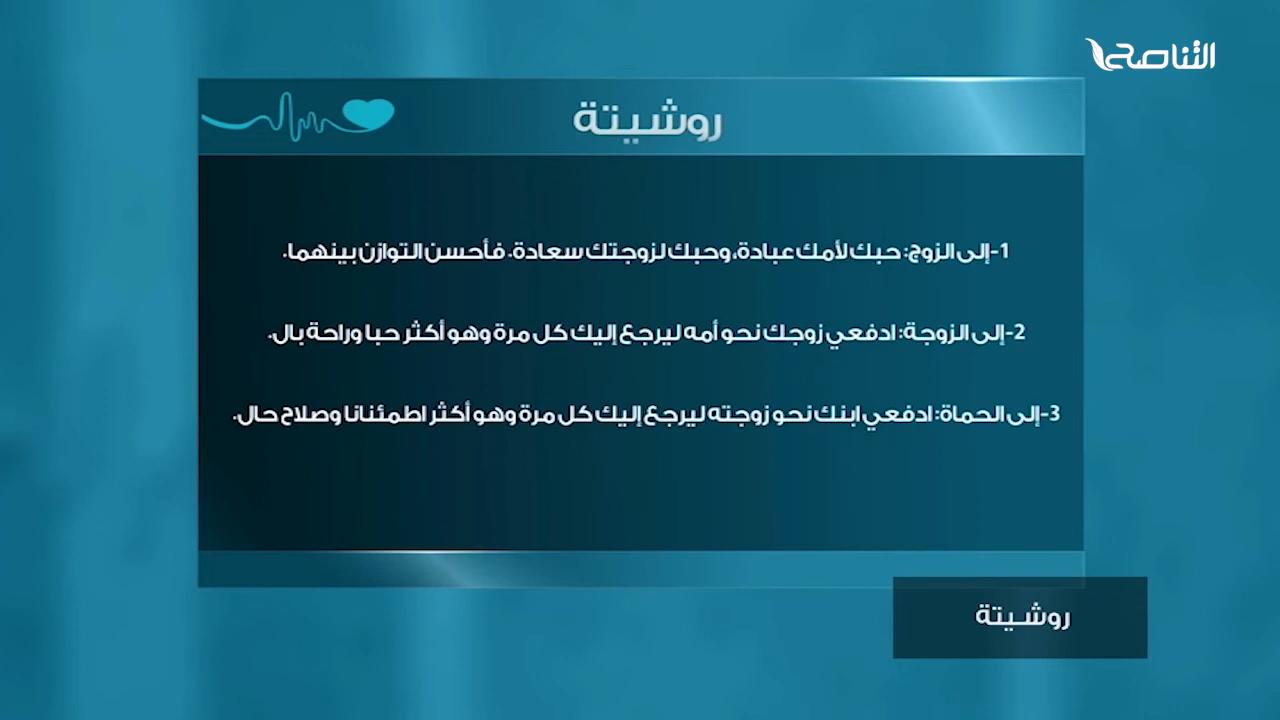 التناصح
روشيتة
1-إلى الزوج: حبك لأمك عبادة، وحبك لزوجتك سعادة. فأحسن التوازن بينهما.
2-إلى الزوجة: ادفعي زوجك نحو أمه ليرجع إليك كل مرة وهو أكثر حبا وراحة بال.
3-إلى الحماة: ادفعي ابنك نحو زوجته ليرجع إليك كل مرة وهو أكثر اطمئنانا وصلاح حال.
روشيتة